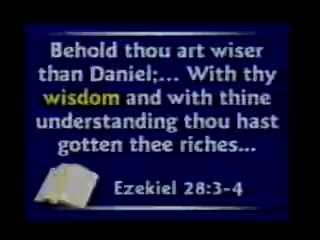 Behold thou art wiser
than Daniel;... With thy
wisdom and with thine
understanding thou hast
gotten thee riches...
Ezekiel 28:3-4